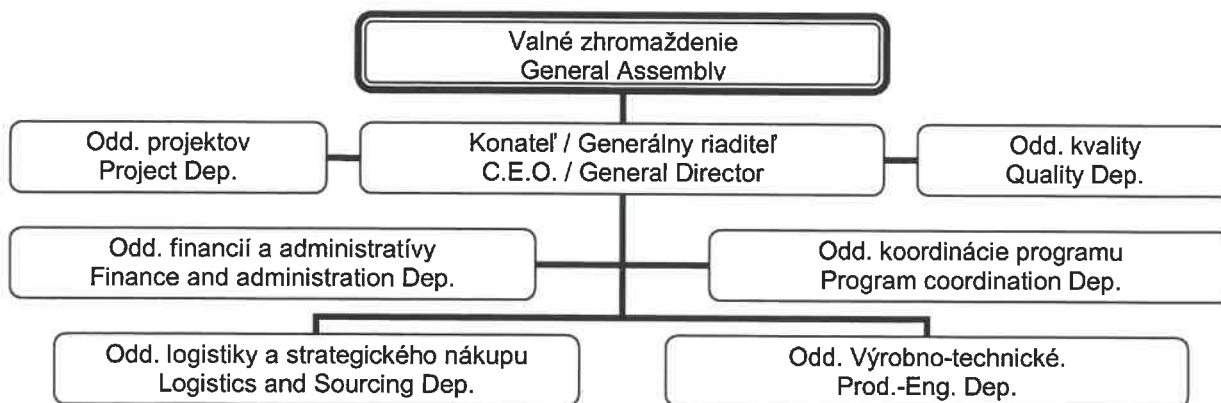 Valné zhromaždenie
General Assembly
Odd. projektov
Project Dep.
Konateľ / Generálny riaditeľ
C.E.O. / General Director
Odd. kvality
Quality Dep.
Odd. financií a administratívy
Finance and administration Dep.
Odd. koordinácie programu
Program coordination Dep.
Odd. logistiky a strategického nákupu
Logistics and Sourcing Dep.
Odd. Výrobno-technické.
Prod.-Eng. Dep.